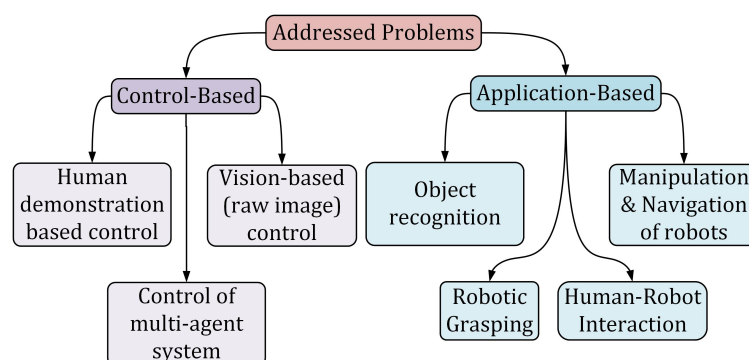 Addressed Problems
Control-Based
Application-Based
Human
demonstration
based control
Vision-based
(raw image)
control
Object
recognition
Manipulation
& Navigation
of robots
Control of
multi-agent
system
Robotic
Grasping
Human-Robot
Interaction